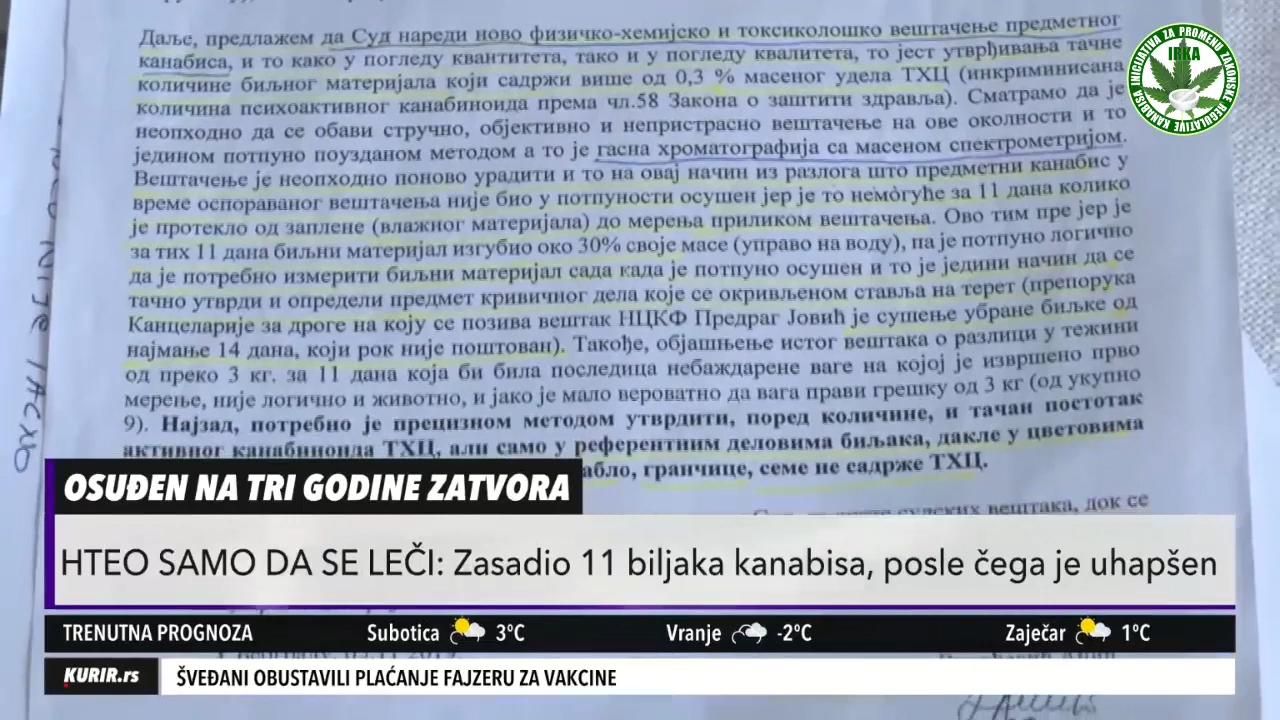 Даље, предлажем да Суд нареди ново физичко-хемијско и токсиколошко вештачење предметног
канабиса, и то како у погледу квантитета, тако и у погледу квалитета, то јест утврђивања тачне
количине биљног материјала који садржи више од 0,3 % масеног удела ТХЦ (инкриминисана
количина психоактивног канабиноида према чл.58 Закона о заштити здравља). Сматрамо да је
неопходно да се обави стручно, објективно и непристрасно вештачење на ове околности и то
једином потпуно поузданом методом а то је гасна хроматографија са масеном спектрометријом.
Вештачење је неопходно поново урадити и то на овај начин из разлога што предметни канабис у
време оспораваног вештачења није био у потпуности осушен јер је то немогуће за 11 дана колико
је протекло од заплене (влажног материјала) до мерења приликом вештачења. Ово тим пре јер је
за тих 11 дана биљни материјал изгубио око 30% своје масе (управо на воду), па је потпуно логично
да је потребно измерити биљни материјал сада када је потпуно осушен и то је једини начин да се
тачно утврди и определи предмет кривичног дела које се окривљеном ставља на терет (препорука
Канцеларије за дроге на коју се позива вештак НЦКФ Предраг Јовић је сушење убране биљке од
најмање 14 дана, који рок није поштован). Такође, објашњење истог вештака о разлици у тежини
од преко 3 кг. за 11 дана која би била последица небаждарене ваге на којој је извршено прво
мерење, није логично и животно, и јако је мало вероватно да вага прави грешку од 3 кг (од укупно
9). Најзад, потребно је прецизном методом утврдити, поред количине, и тачан постотак
активног канабиноида ТХЦ, али само у референтним деловима биљака, дакле у цветовима
абло, гранчице, семе не садрже ТХЦ.
судских вештака, док се
INICIJATIVA ZA PROMENU ZAKONSKE REGULATIVE KANABISA
IRKA
OSUĐEN NA TRI GODINE ZATVORA
HTEO SAMO DA SE LEČI: Zasadio 11 biljaka kanabisa, posle čega je uhapšen
TRENUTNA PROGNOZA Subotica 3°C Vranje -2°C Zaječar 1°C
KURIR.rs ŠVEĐANI OBUSTAVILI PLAĆANJE FAJZERU ZA VAKCINE